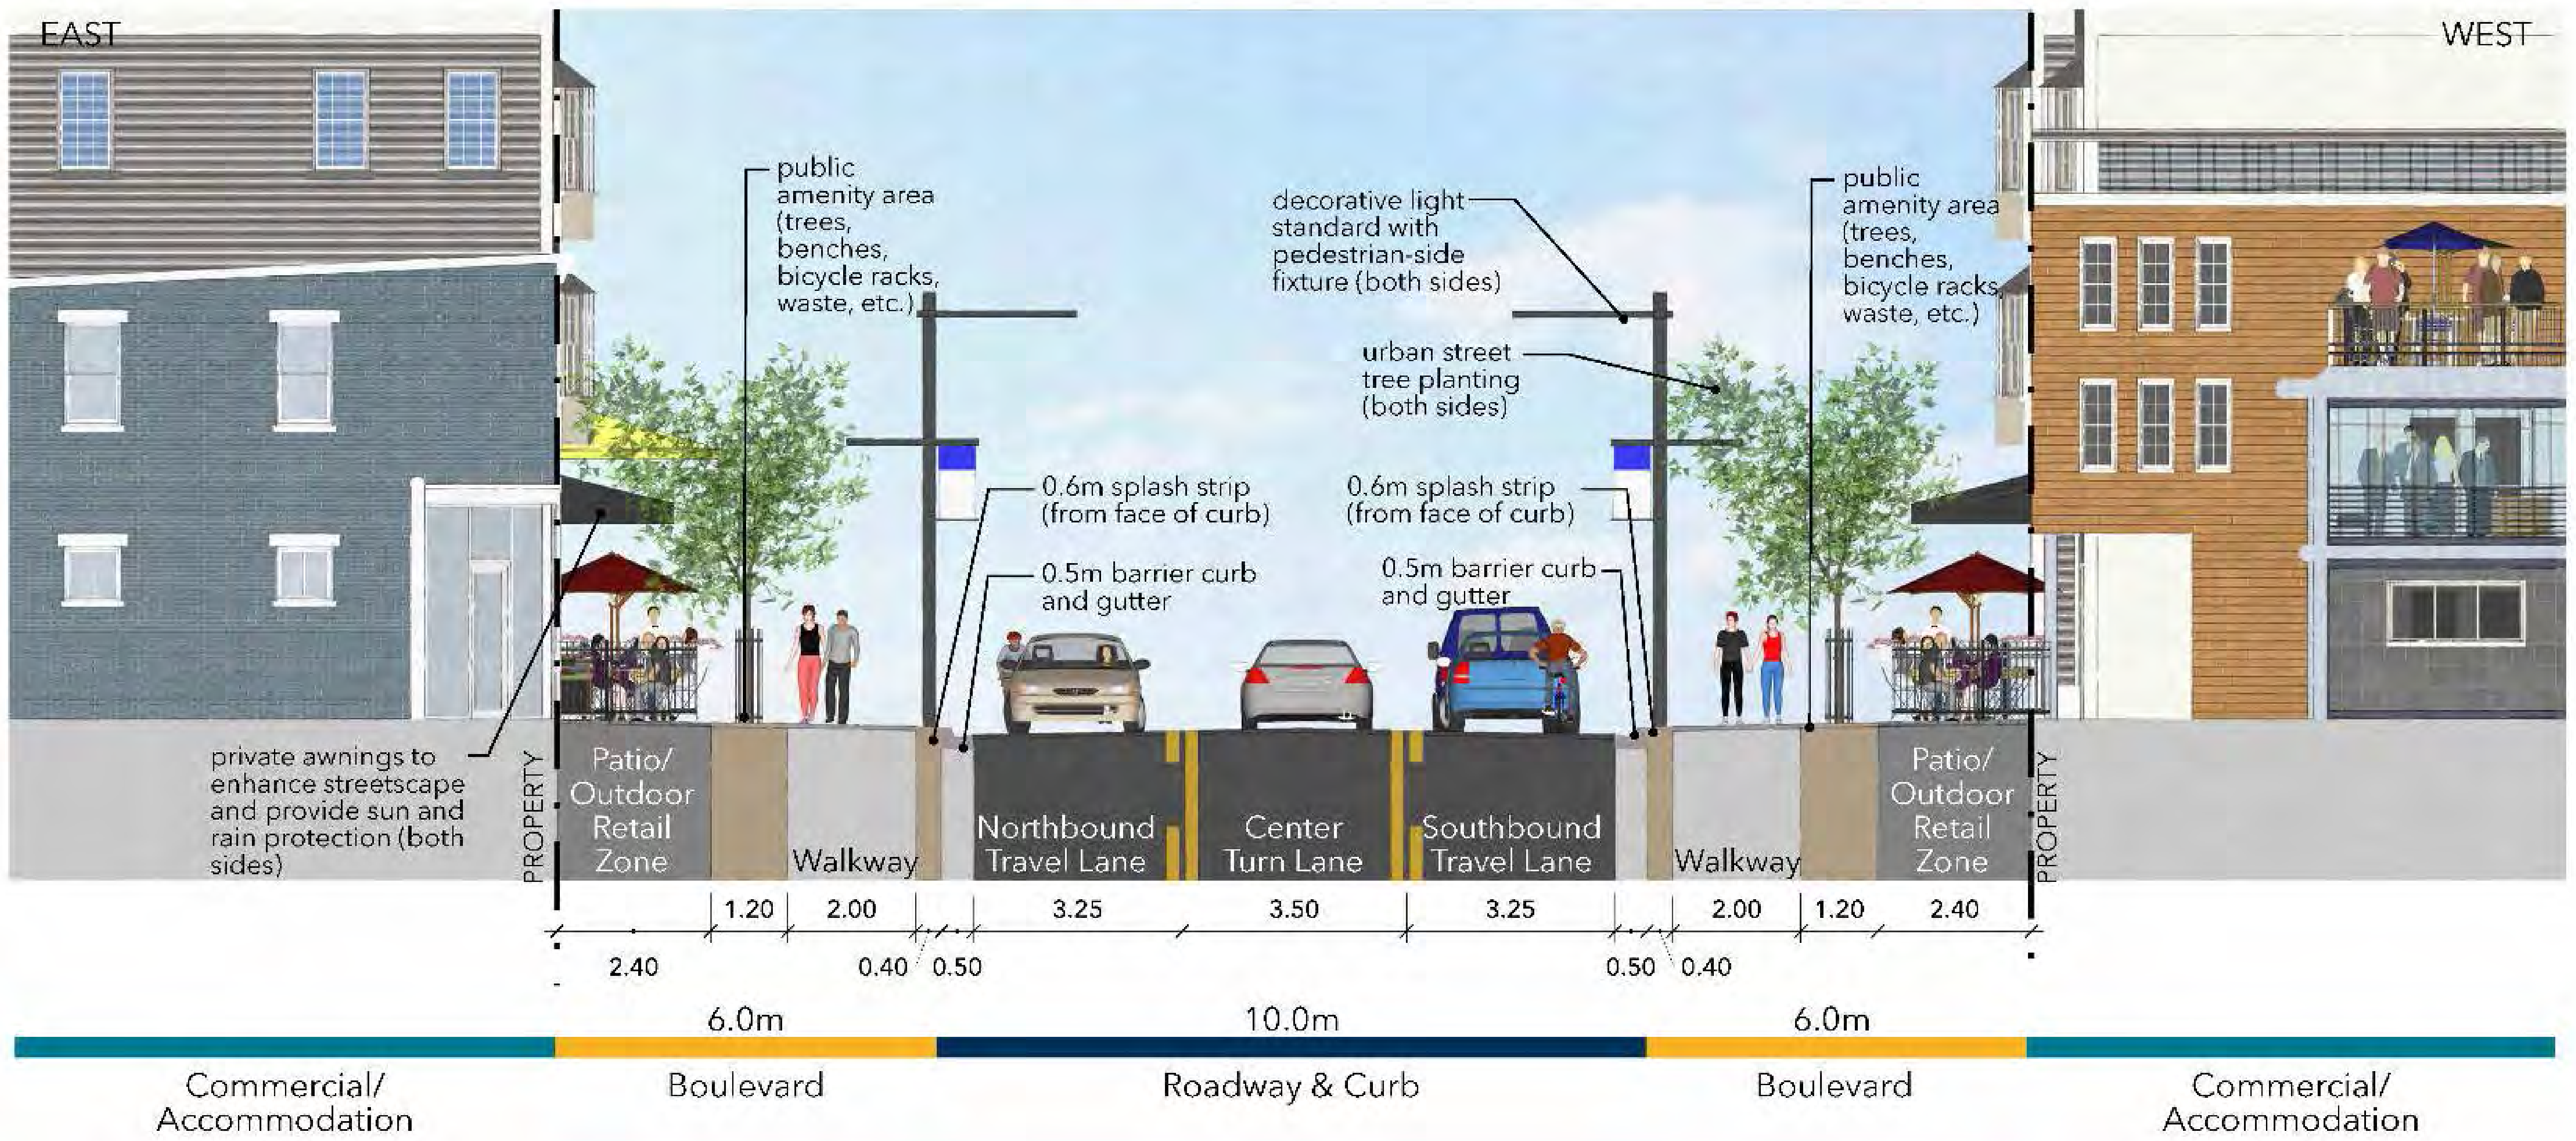 EAST
WEST
public
amenity area
(trees,
benches,
bicycle racks,
waste, etc.)
decorative light
standard with
pedestrian-side
fixture (both sides)
public
amenity area
(trees,
benches,
bicycle racks,
waste, etc.)
urban street
tree planting
(both sides)
0.6m splash strip
(from face of curb)
0.6m splash strip
(from face of curb)
0.5m barrier curb
and gutter
0.5m barrier curb
and gutter
private awnings to
enhance streetscape
and provide sun and
rain protection (both
sides)
PROPERTY
Patio/
Outdoor
Retail
Zone
Walkway
Northbound
Travel Lane
Center
Turn Lane
Southbound
Travel Lane
Walkway
Patio/
Outdoor
Retail
Zone
PROPERTY
1.20 2.00 3.25 3.50 3.25 2.00 1.20 2.40
2.40 0.40 0.50 0.50 0.40
6.0m 10.0m 6.0m
Commercial/
Accommodation
Boulevard
Roadway & Curb
Boulevard
Commercial/
Accommodation